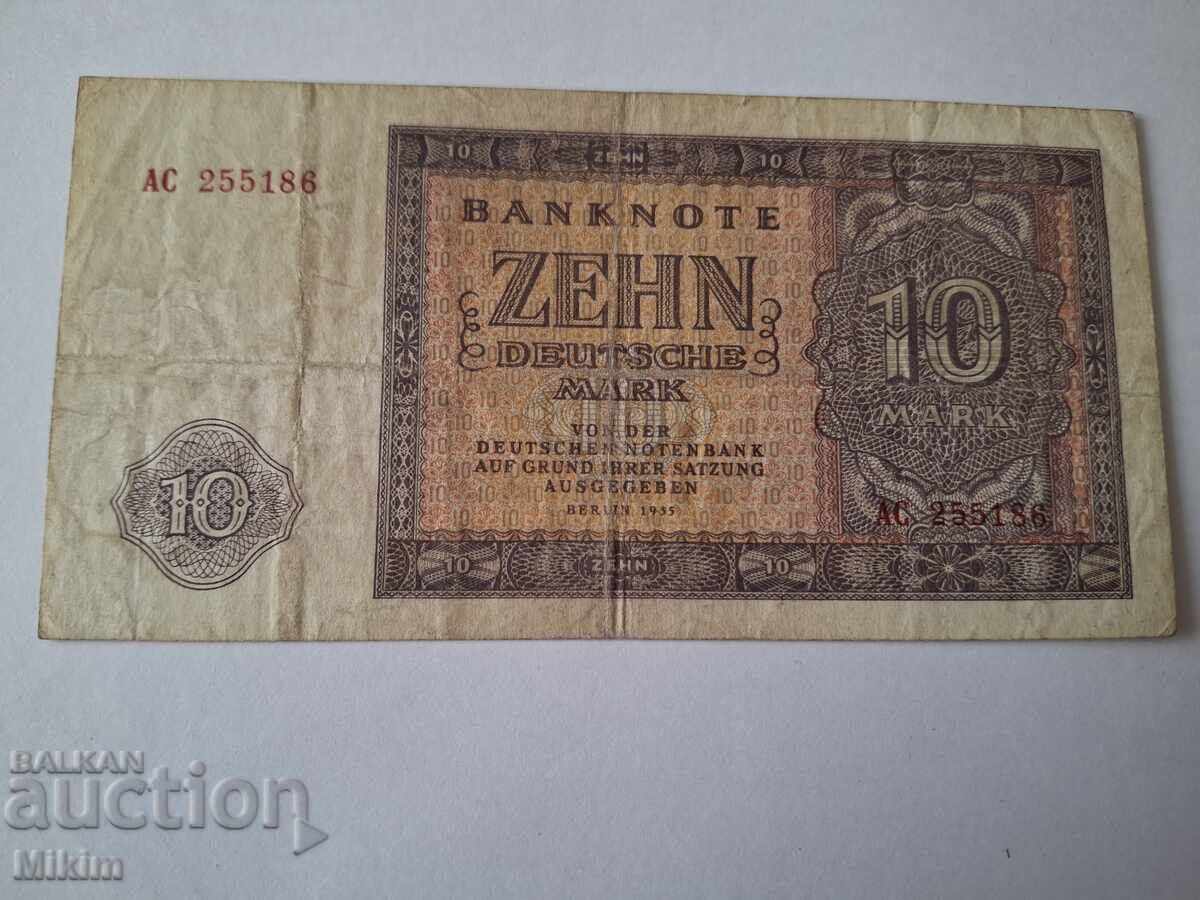 AC 255186
10 ZEHN 10
BANKNOTE
ZEHN
DEUTSCHE
MARK
VON DER
DEUTSCHEN NOTENBANK
AUF GRUND IHRER SATZUNG
AUSGEGEBEN
BERLIN 1955
10
MARK
AC 255186
10
10 ZEHN 10
BALKAN
auction
Mikim